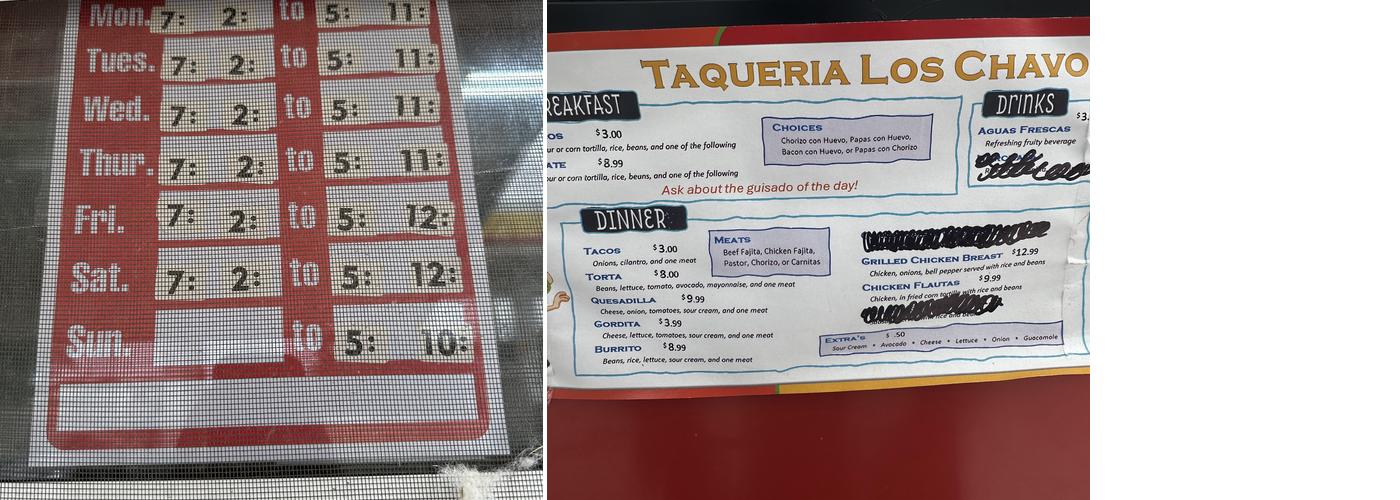 Mon. 7: 2: to 5: 11:
Tues. 7: 2: to 5: 11:
Wed. 7: 2: to 5: 11:
Thur. 7: 2: to 5: 11:
Fri. 7: 2: to 5: 12:
Sat. 7: 2: to 5: 12:
Sun. to 5: 10:
TAQUERIA LOS CHAVO
REAKFAST
OS $3.00
ur or corn tortilla, rice, beans, and one of the following
ATE $8.99
our or corn tortilla, rice, beuns, and one of the following
CHOICES
Chorizo con Huevo, Papas con Huevo,
Bacon con Huevo, or Papas con Chorizo
Ask about the guisado of the day!
DRINKS
$3.
AGUAS FRESCAS
Refreshing fruity beverage
DINNER
TACOS $3.00
Onions, cilantro, and one meat
TORTA $8.00
Beans, lettuce, tomato, avocado, mayonnaise, and one meat
QUESADILLA $9.99
Cheese, onion, tomatoes, sour cream, and one meat
GORDITA $3.99
Cheese, lettuce, tomatoes, sour cream, and one meat
BURRITO $8.99
Beans, rice, lettuce, sour cream, and one meat
MEATS
Beef Fajita, Chicken Fajita,
Pastor, Chorizo, or Carnitas
GRILLED CHICKEN BREAST $12.99
Chicken, onions, bell pepper served with rice and beans
CHICKEN FLAUTAS $9.99
Chicken, in fried corn tortilla with rice and beans
EXTRA'S $ .50
Sour Cream • Avocado • Cheese • Lettuce • Onion • Guacamole